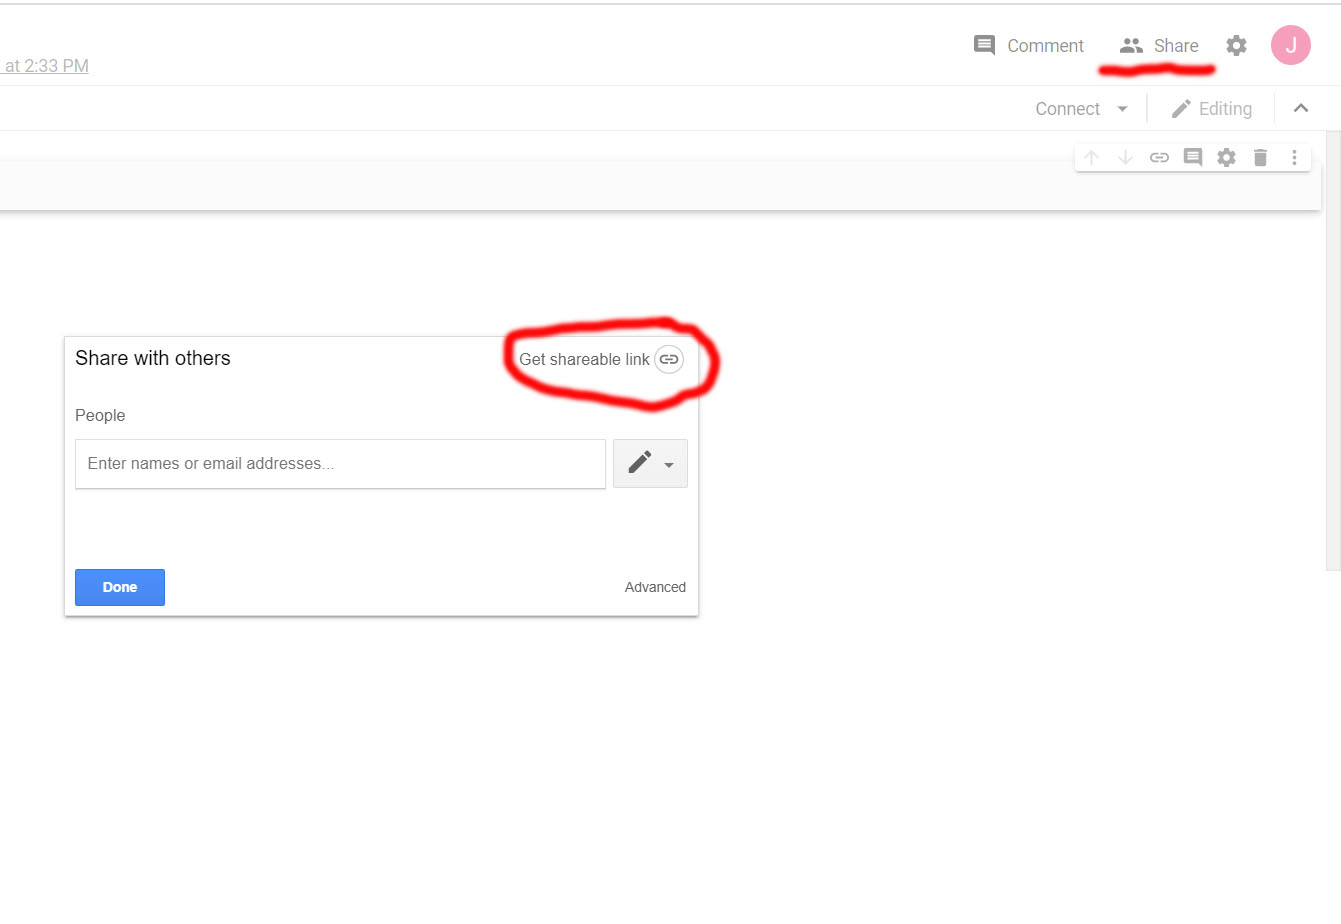 Comment
Share
J
at 2:33 PM
Connect
Editing
Share with others
Get shareable link
People
Enter names or email addresses...
Done
Advanced